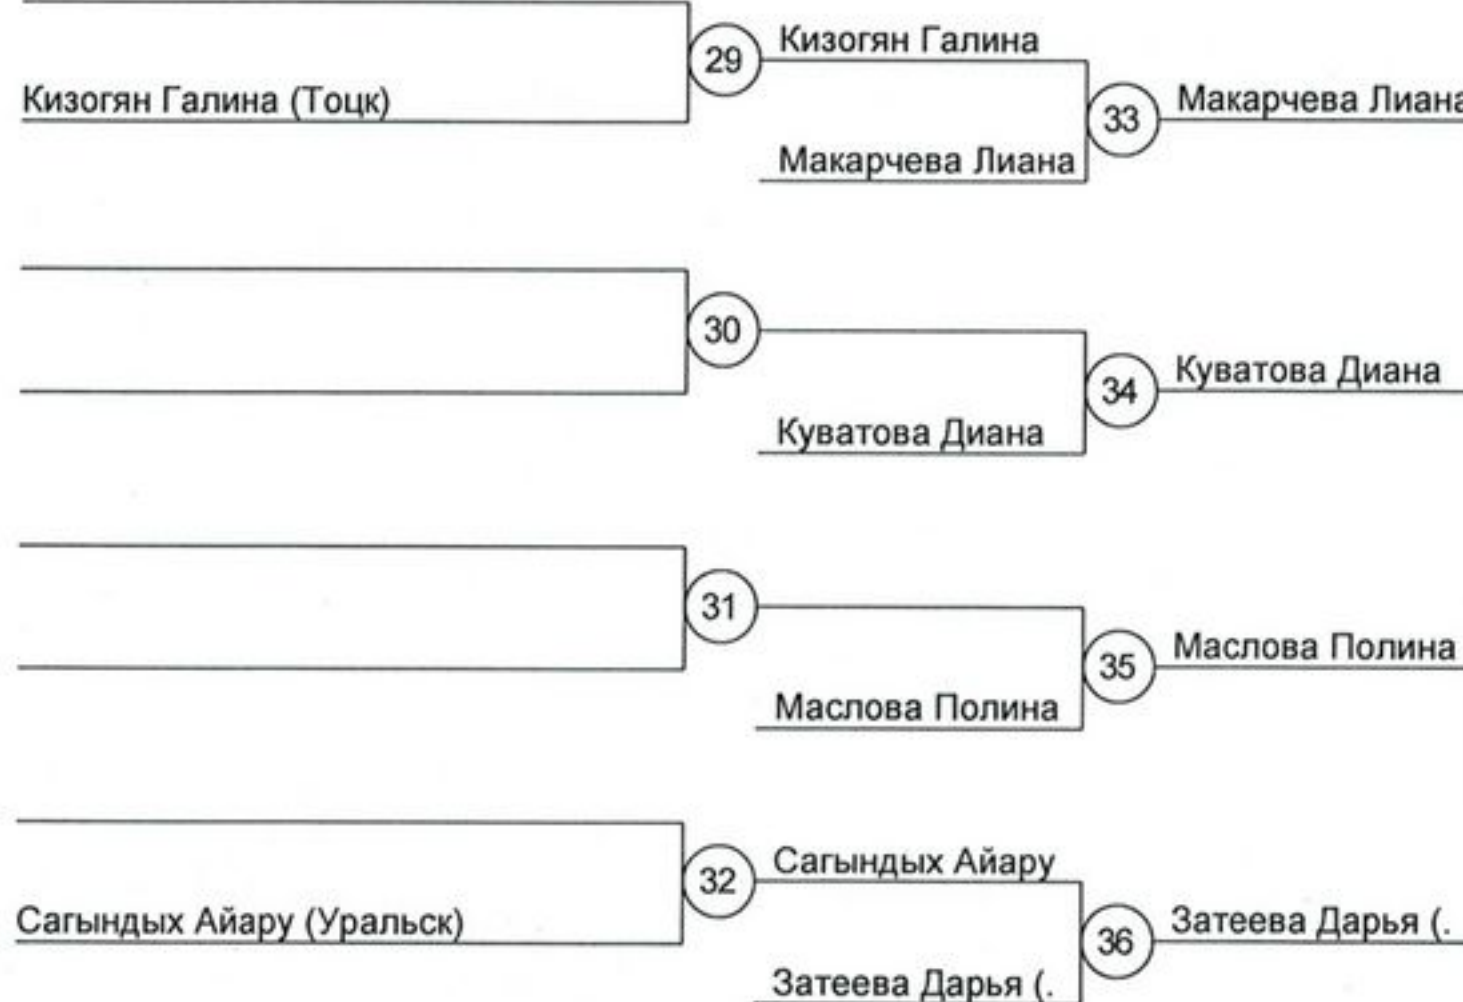 29
Кизогян Галина
Кизогян Галина (Тоцк)
33
Макарчева Лиана
Макарчева Лиана
30
34
Куватова Диана
Куватова Диана
31
35
Маслова Полина
Маслова Полина
32
Сагындых Айару
Сагындых Айару (Уральск)
36
Затеева Дарья (.
Затеева Дарья (.